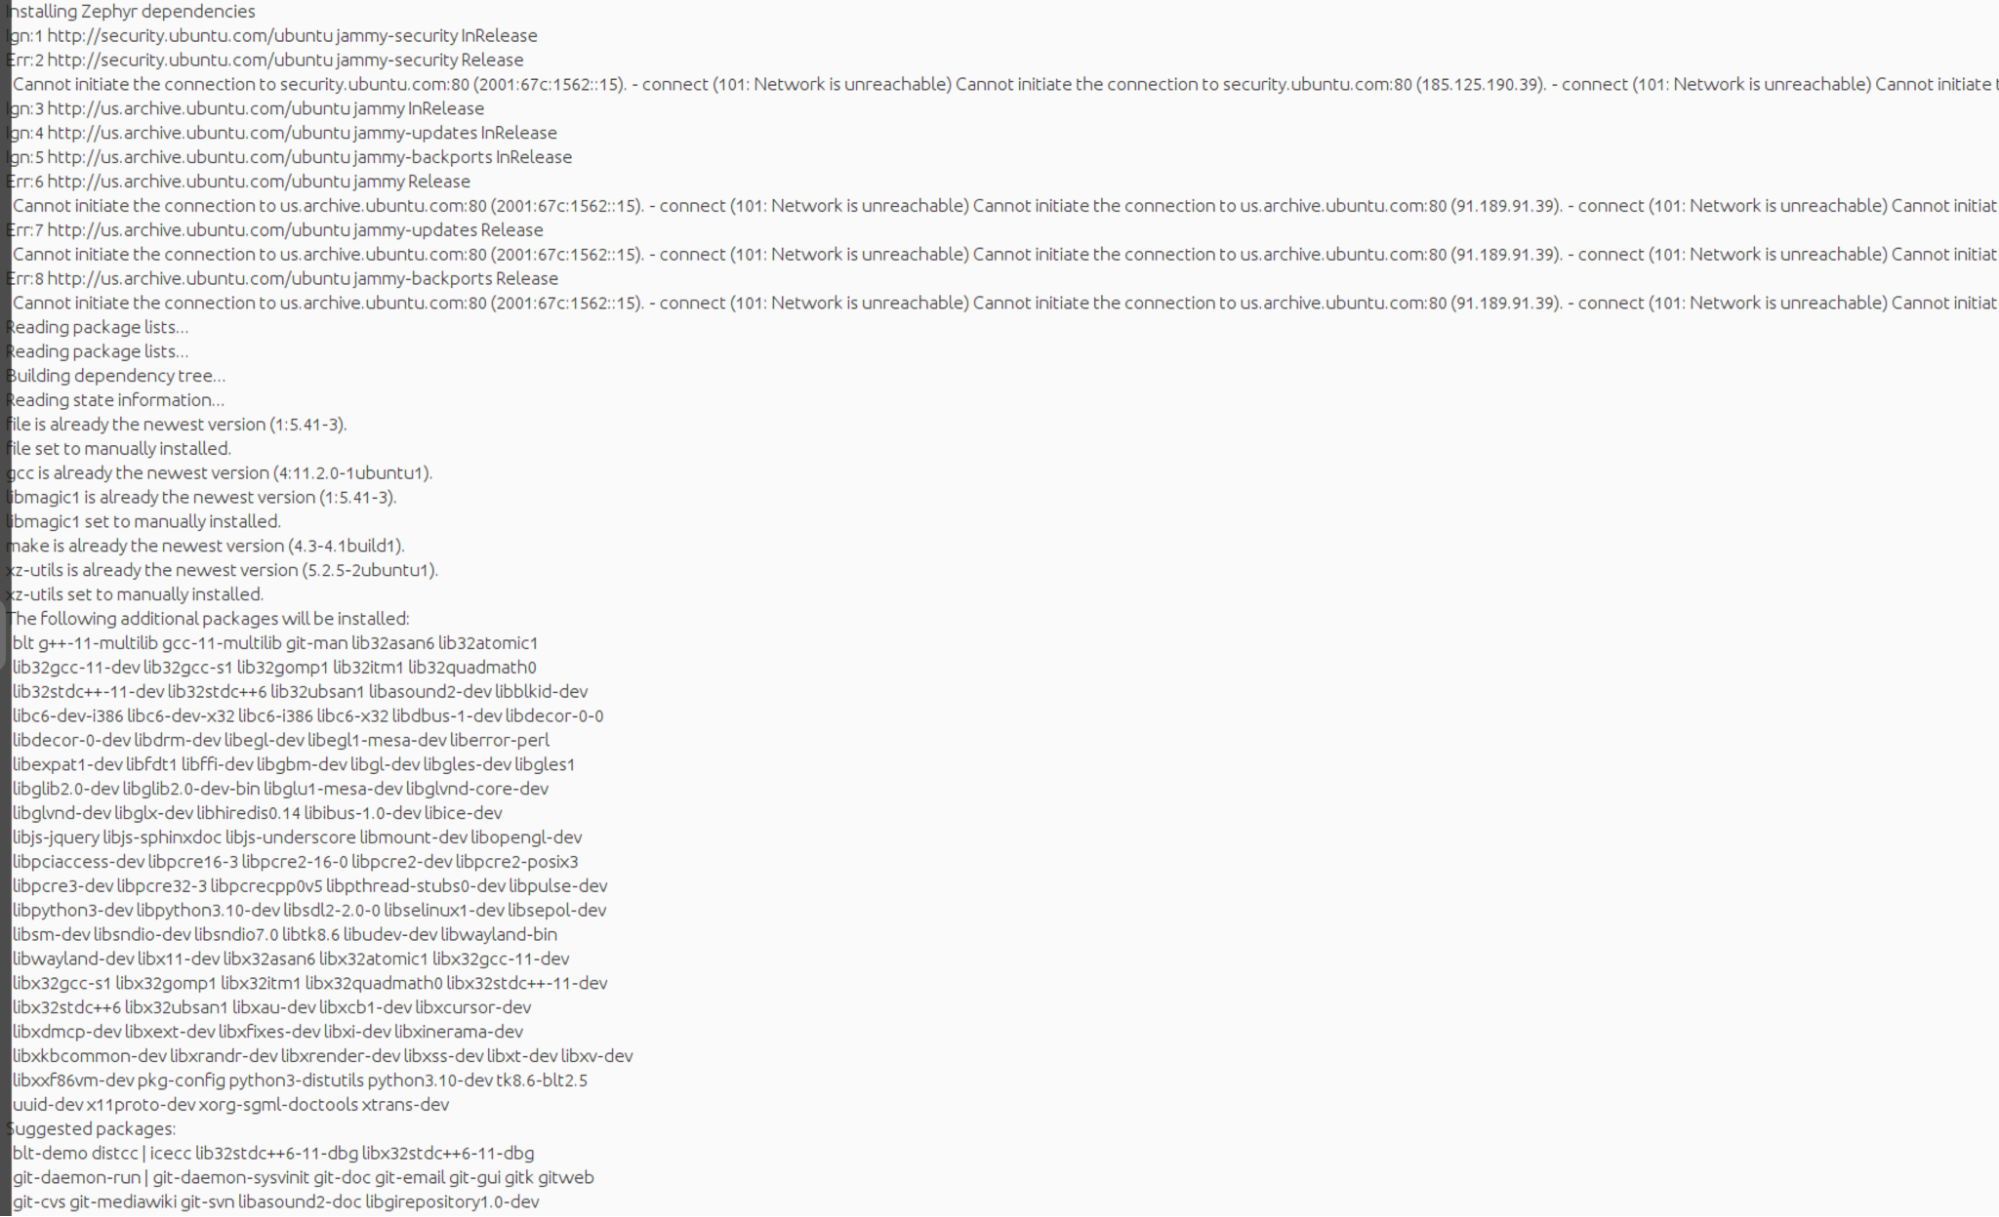 Installing Zephyr dependencies
Ign:1 http://security.ubuntu.com/ubuntu jammy-security InRelease
Err:2 http://security.ubuntu.com/ubuntu jammy-security Release
Cannot initiate the connection to security.ubuntu.com:80 (2001:67c:1562::15). - connect (101: Network is unreachable) Cannot initiate the connection to security.ubuntu.com:80 (185.125.190.39). - connect (101: Network is unreachable) Cannot initiate t
Ign:3 http://us.archive.ubuntu.com/ubuntu jammy InRelease
Ign:4 http://us.archive.ubuntu.com/ubuntu jammy-updates InRelease
Ign:5 http://us.archive.ubuntu.com/ubuntu jammy-backports InRelease
Err:6 http://us.archive.ubuntu.com/ubuntu jammy Release
Cannot initiate the connection to us.archive.ubuntu.com:80 (2001:67c:1562::15). - connect (101: Network is unreachable) Cannot initiate the connection to us.archive.ubuntu.com:80 (91.189.91.39). - connect (101: Network is unreachable) Cannot initiat
Err:7 http://us.archive.ubuntu.com/ubuntu jammy-updates Release
Cannot initiate the connection to us.archive.ubuntu.com:80 (2001:67c:1562::15). - connect (101: Network is unreachable) Cannot initiate the connection to us.archive.ubuntu.com:80 (91.189.91.39). - connect (101: Network is unreachable) Cannot initiat
Err:8 http://us.archive.ubuntu.com/ubuntu jammy-backports Release
Cannot initiate the connection to us.archive.ubuntu.com:80 (2001:67c:1562::15). - connect (101: Network is unreachable) Cannot initiate the connection to us.archive.ubuntu.com:80 (91.189.91.39). - connect (101: Network is unreachable) Cannot initiat
Reading package lists...
Reading package lists...
Building dependency tree...
Reading state information...
file is already the newest version (1:5.41-3).
file set to manually installed.
gcc is already the newest version (4:11.2.0-1ubuntu1).
libmagic1 is already the newest version (1:5.41-3).
libmagic1 set to manually installed.
make is already the newest version (4.3-4.1build1).
xz-utils is already the newest version (5.2.5-2ubuntu1).
xz-utils set to manually installed.
The following additional packages will be installed:
blt g++-11-multilib gcc-11-multilib git-man lib32asan6 lib32atomic1
lib32gcc-11-dev lib32gcc-s1 lib32gomp1 lib32itm1 lib32quadmath0
lib32stdc++-11-dev lib32stdc++6 lib32ubsan1 libasound2-dev libblkid-dev
libc6-dev-i386 libc6-dev-x32 libc6-i386 libc6-x32 libdbus-1-dev libdecor-0-0
libdecor-0-dev libdrm-dev libegl-dev libegl1-mesa-dev liberror-perl
libexpat1-dev libfdt1 libffi-dev libgbm-dev libgl-dev libgles-dev libgles1
libglib2.0-dev libglib2.0-dev-bin libglu1-mesa-dev libglvnd-core-dev
libglvnd-dev libglx-dev libhiredis0.14 libibus-1.0-dev libice-dev
libjs-jquery libjs-sphinxdoc libjs-underscore libmount-dev libopengl-dev
libpciaccess-dev libpcre16-3 libpcre2-16-0 libpcre2-dev libpcre2-posix3
libpcre3-dev libpcre32-3 libpcrecpp0v5 libpthread-stubs0-dev libpulse-dev
libpython3-dev libpython3.10-dev libsdl2-2.0-0 libselinux1-dev libsepol-dev
libsm-dev libsndio-dev libsndio7.0 libtk8.6 libudev-dev libwayland-bin
libwayland-dev libx11-dev libx32asan6 libx32atomic1 libx32gcc-11-dev
libx32gcc-s1 libx32gomp1 libx32itm1 libx32quadmath0 libx32stdc++-11-dev
libx32stdc++6 libx32ubsan1 libxau-dev libxcb1-dev libxcursor-dev
libxdmcp-dev libxext-dev libxfixes-dev libxi-dev libxinerama-dev
libxkbcommon-dev libxrandr-dev libxrender-dev libxss-dev libxt-dev libxv-dev
libxxf86vm-dev pkg-config python3-distutils python3.10-dev tk8.6-blt2.5
uuid-dev x11proto-dev xorg-sgml-doctools xtrans-dev
Suggested packages:
blt-demo distcc | icecc lib32stdc++6-11-dbg libx32stdc++6-11-dbg
git-daemon-run | git-daemon-sysvinit git-doc git-email git-gui gitk gitweb
git-cvs git-mediawiki git-svn libasound2-doc libgirepository1.0-dev